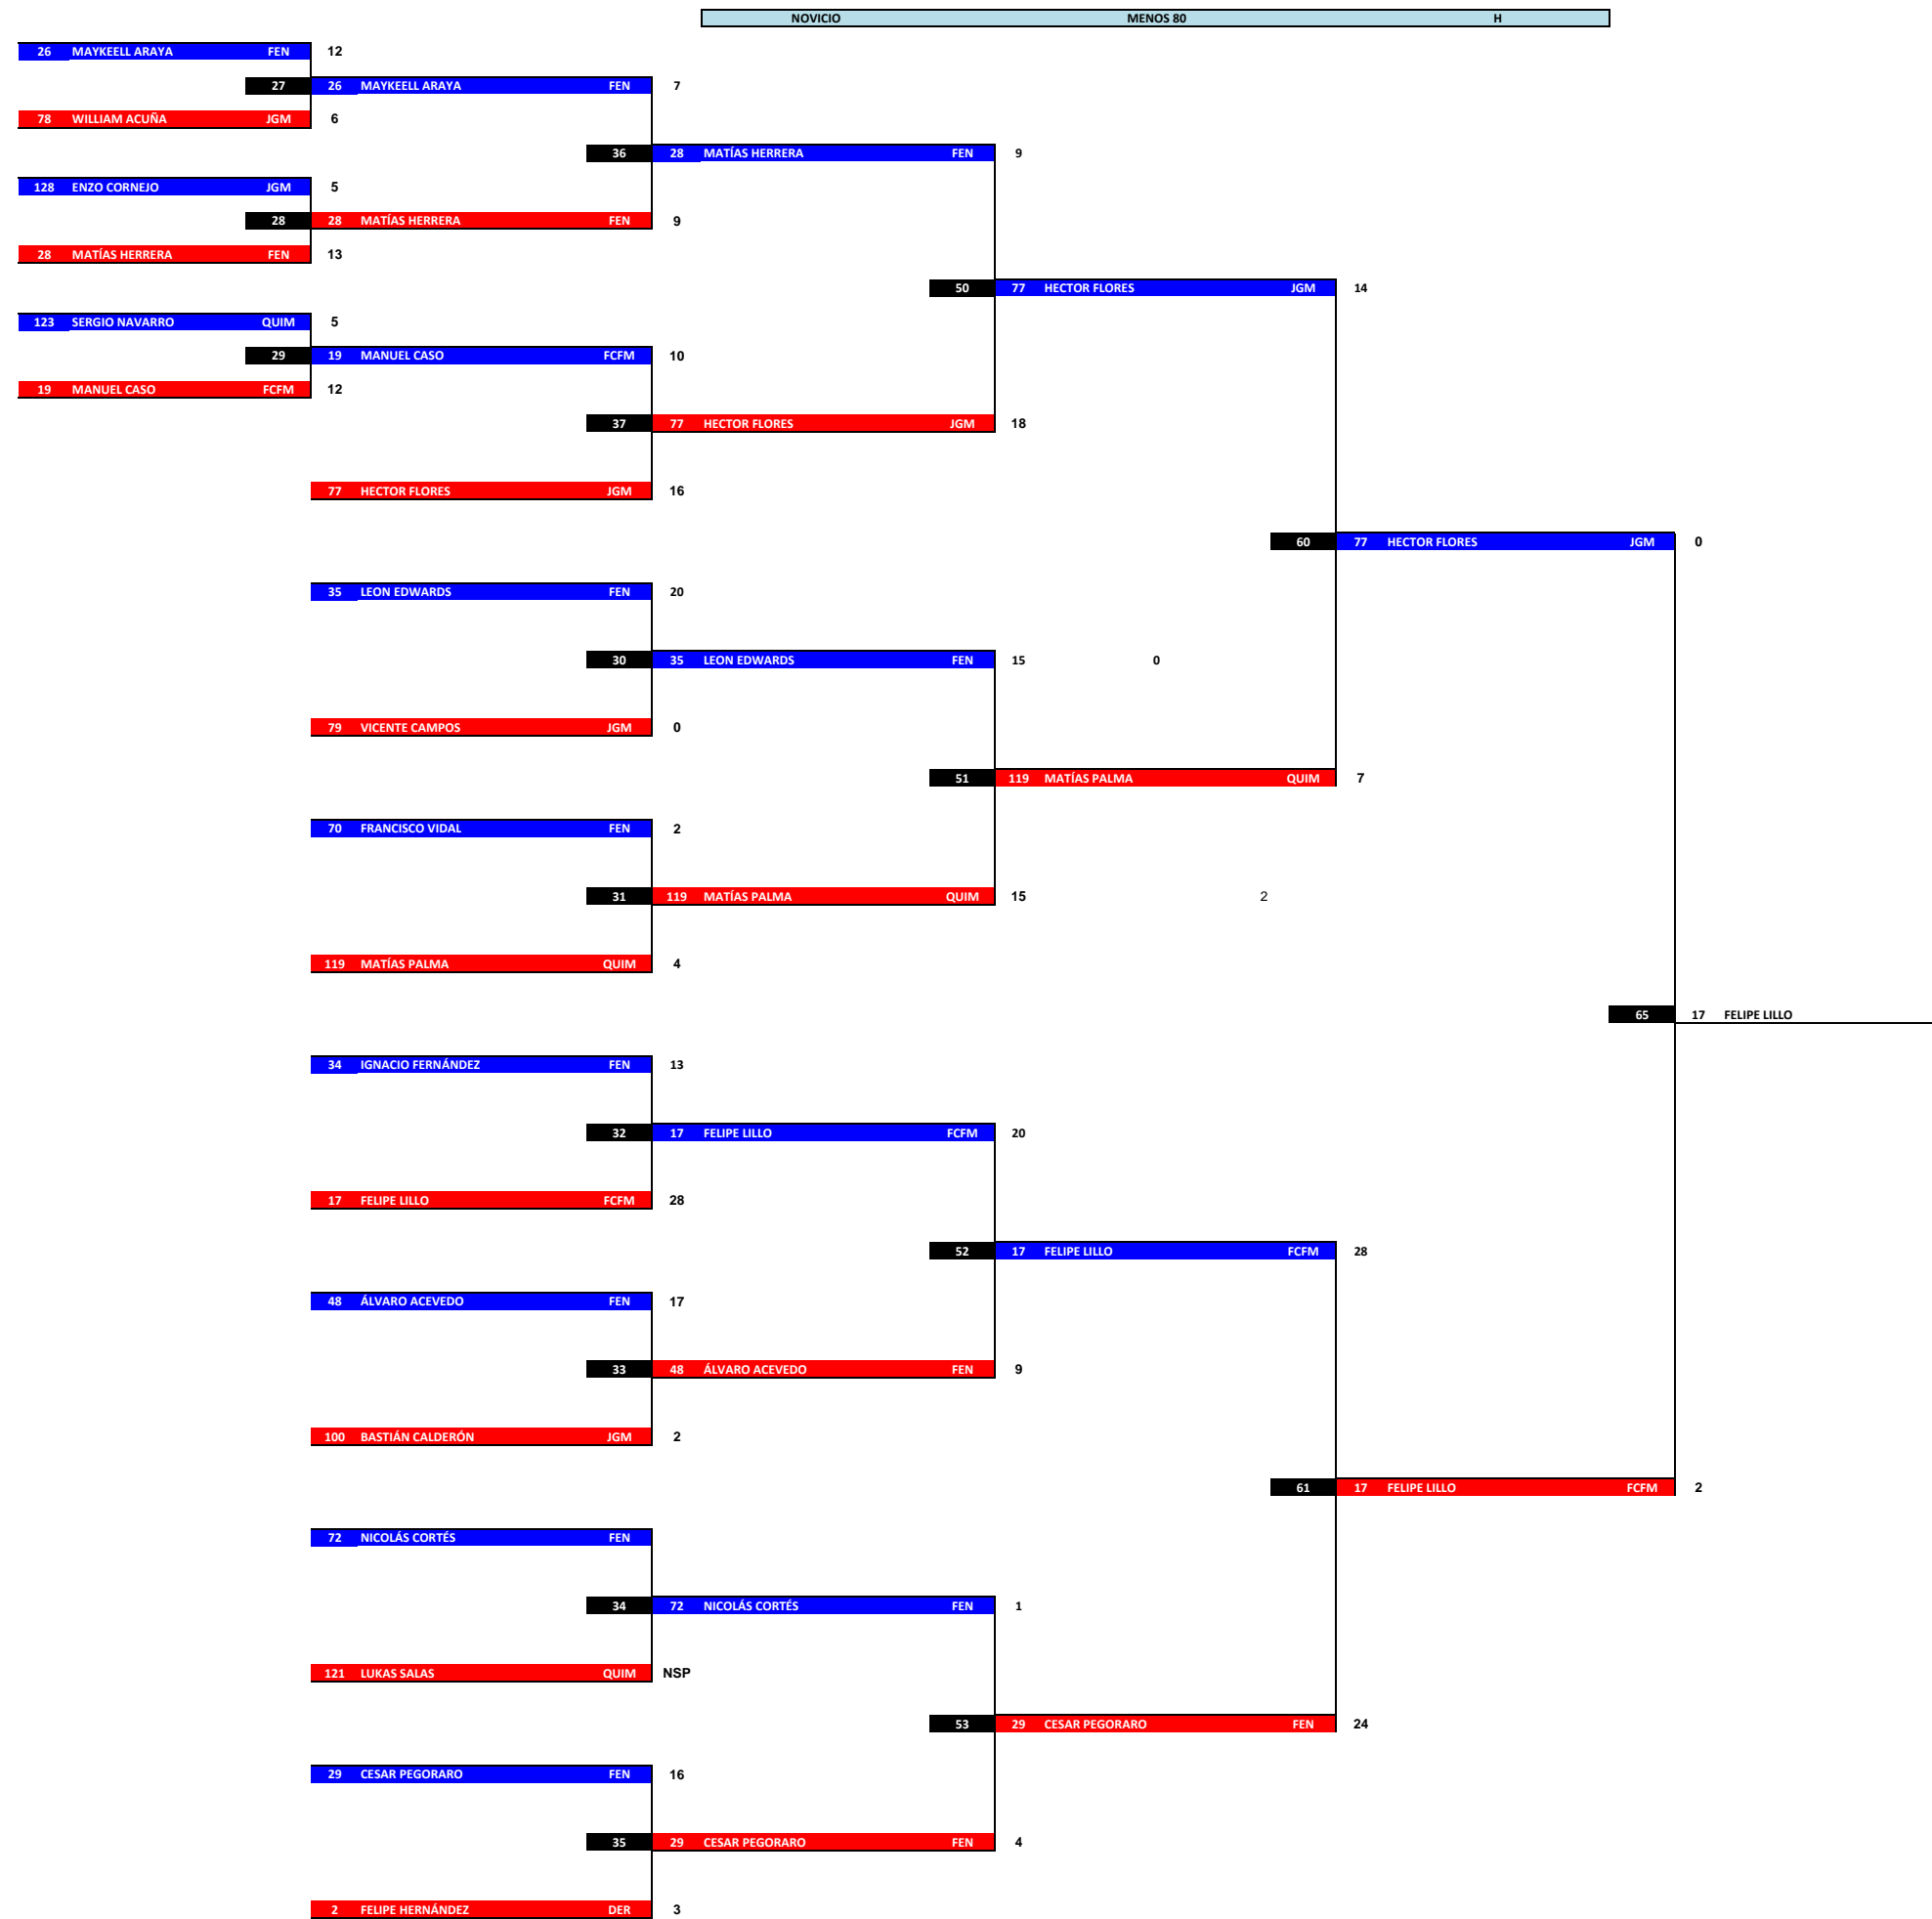 NOVICIO MENOS 80 H
26 MAYKEELL ARAYA FEN 12
27 26 MAYKEELL ARAYA FEN 7
78 WILLIAM ACUÑA JGM 6
36 28 MATÍAS HERRERA FEN 9
128 ENZO CORNEJO JGM 5
28 28 MATÍAS HERRERA FEN 9
28 MATÍAS HERRERA FEN 13
50 77 HECTOR FLORES JGM 14
123 SERGIO NAVARRO QUIM 5
29 19 MANUEL CASO FCFM 10
19 MANUEL CASO FCFM 12
37 77 HECTOR FLORES JGM 18
77 HECTOR FLORES JGM 16
60 77 HECTOR FLORES JGM 0
35 LEON EDWARDS FEN 20
30 35 LEON EDWARDS FEN 15 0
79 VICENTE CAMPOS JGM 0
51 119 MATÍAS PALMA QUIM 7
70 FRANCISCO VIDAL FEN 2
31 119 MATÍAS PALMA QUIM 15 2
119 MATÍAS PALMA QUIM 4
65 17 FELIPE LILLO
34 IGNACIO FERNÁNDEZ FEN 13
32 17 FELIPE LILLO FCFM 20
17 FELIPE LILLO FCFM 28
52 17 FELIPE LILLO FCFM 28
48 ÁLVARO ACEVEDO FEN 17
33 48 ÁLVARO ACEVEDO FEN 9
100 BASTIÁN CALDERÓN JGM 2
61 17 FELIPE LILLO FCFM 2
72 NICOLÁS CORTÉS FEN
34 72 NICOLÁS CORTÉS FEN 1
121 LUKAS SALAS QUIM NSP
53 29 CESAR PEGORARO FEN 24
29 CESAR PEGORARO FEN 16
35 29 CESAR PEGORARO FEN 4
2 FELIPE HERNÁNDEZ DER 3